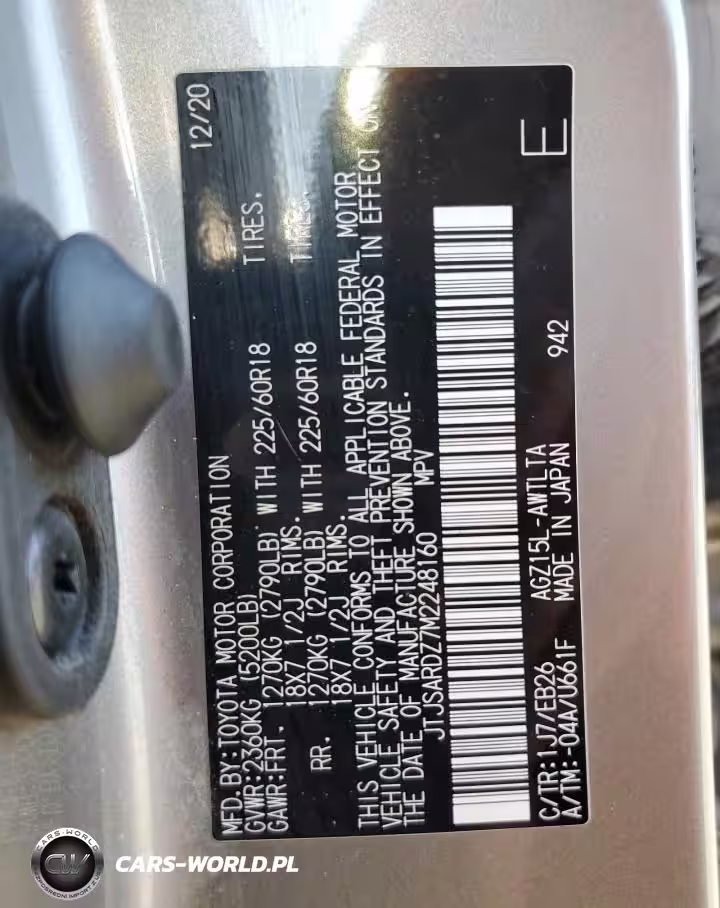 MFD. BY: TOYOTA MOTOR CORPORATION 12/20
GVWR: 2360KG (5200LB)
GAWR: FRT. 1270KG (2790LB) WITH 225/60R18 TIRES,
18X7 1/2J RIMS.
RR. 1270KG (2790LB) WITH 225/60R18
18X7 1/2J RIMS.
THIS VEHICLE CONFORMS TO ALL APPLICABLE FEDERAL MOTOR
VEHICLE SAFETY AND THEFT PREVENTION STANDARDS IN EFFECT ON
THE DATE OF MANUFACTURE SHOWN ABOVE.
JTJSARDZ7M2248160 MPV
E
C/TR: 1J7/EB26 AGZ15L-AWTLTA 942
A/TM: -04A/U661F MADE IN JAPAN
CARS-WORLD
CW
CARS-WORLD.PL